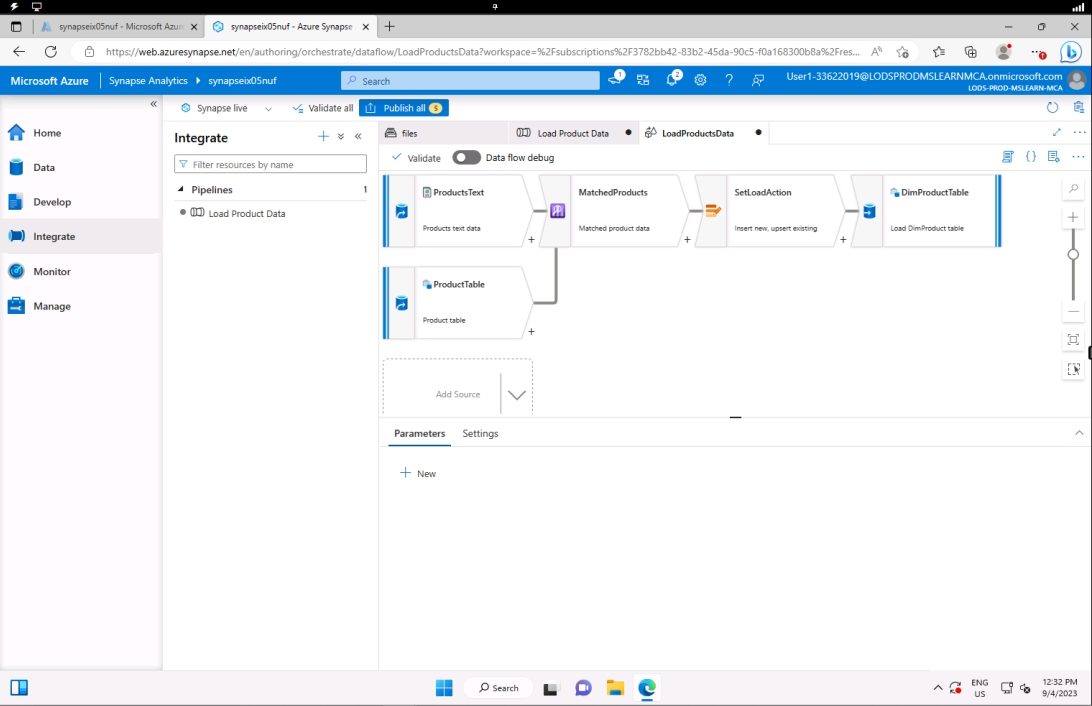 synapseix05nuf - Microsoft Azur
synapseix05nuf - Azure Synapse
https://web.azuresynapse.net/en/authoring/orchestrate/dataflow/LoadProductsData?workspace=%2Fsubscriptions%2F3782bb42-83b2-45da-90c5-f0a168300b8a%2Fres...
Microsoft Azure
Synapse Analytics
synapseix05nuf
Search
1
2
User1-33622019@LODSPRODMSLEARNMCA.onmicrosoft.com
LODS-PROD-MSLEARN-MCA
Synapse live
Validate all
Publish all
5
Home
Data
Develop
Integrate
Monitor
Manage
Integrate
Filter resources by name
Pipelines
1
Load Product Data
files
Load Product Data
LoadProductsData
Validate
Data flow debug
ProductsText
Products text data
MatchedProducts
Matched product data
SetLoadAction
Insert new, upsert existing
DimProductTable
Load DimProduct table
ProductTable
Product table
Add Source
Parameters
Settings
New
Search
ENG
US
12:32 PM
9/4/2023